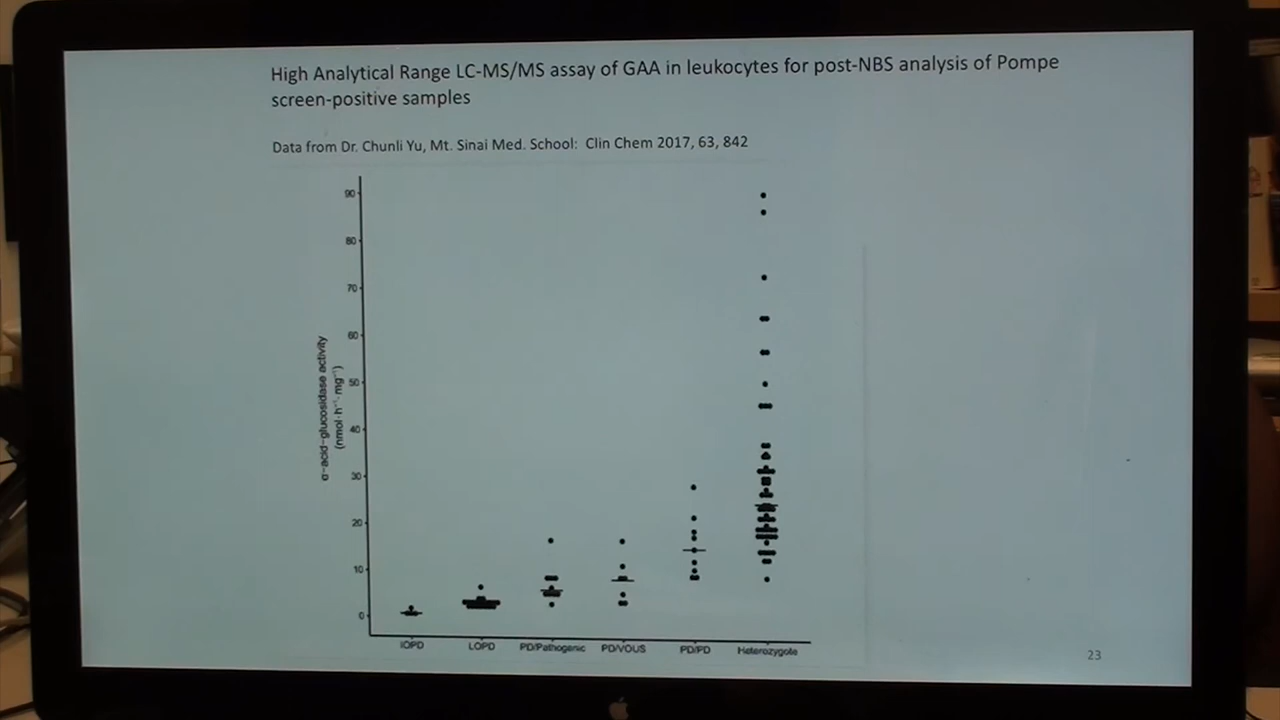 High Analytical Range LC-MS/MS assay of GAA in leukocytes for post-NBS analysis of Pompe
screen-positive samples
Data from Dr. Chunli Yu, Mt. Sinai Med. School: Clin Chem 2017, 63, 842
90
80
70
60
50
40
30
20
10
0
α-acid-glucosidase activity
(nmol·h⁻¹·mg⁻¹)
IOPD LOPD PD/Pathogenic PD/VOUS PD/PD Heterozygote
23